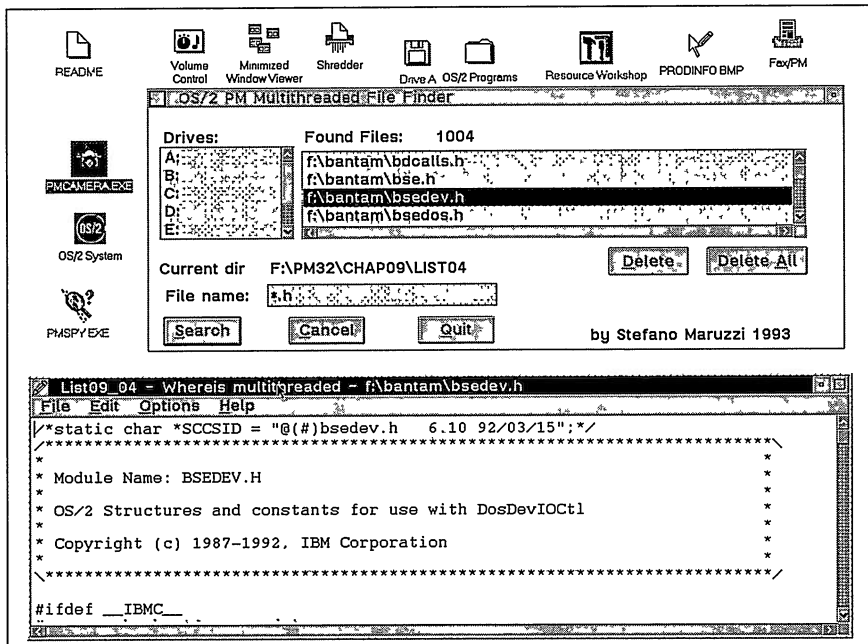 README
Volume Control
Minimized Window Viewer
Shredder
Drive A
OS/2 Programs
Resource Workshop
PRODINFO BMP
Fax/PM
OS/2 PM Multithreaded File Finder
Drives:
Found Files: 1004
A:
B:
C:
D:
E:
f:\bantam\bdcalls.h
f:\bantam\bse.h
f:\bantam\bsedev.h
f:\bantam\bsedos.h
PMCAMERA.EXE
OS/2
OS/2 System
PMSPY EXE
Delete
Delete All
Current dir F:\PM32\CHAP09\LIST04
File name: *.h
Search
Cancel
Quit
by Stefano Maruzzi 1993
List09_04 - Whereis multithreaded - f:\bantam\bsedev.h
File Edit Options Help
/*static char *SCCSID = "@(#)bsedev.h 6.10 92/03/15";*/
/***************************************************************************\
* *
* Module Name: BSEDEV.H *
* *
* OS/2 Structures and constants for use with DosDevIOCtl *
* *
* Copyright (c) 1987-1992, IBM Corporation *
* *
\***************************************************************************/
#ifdef __IBMC__